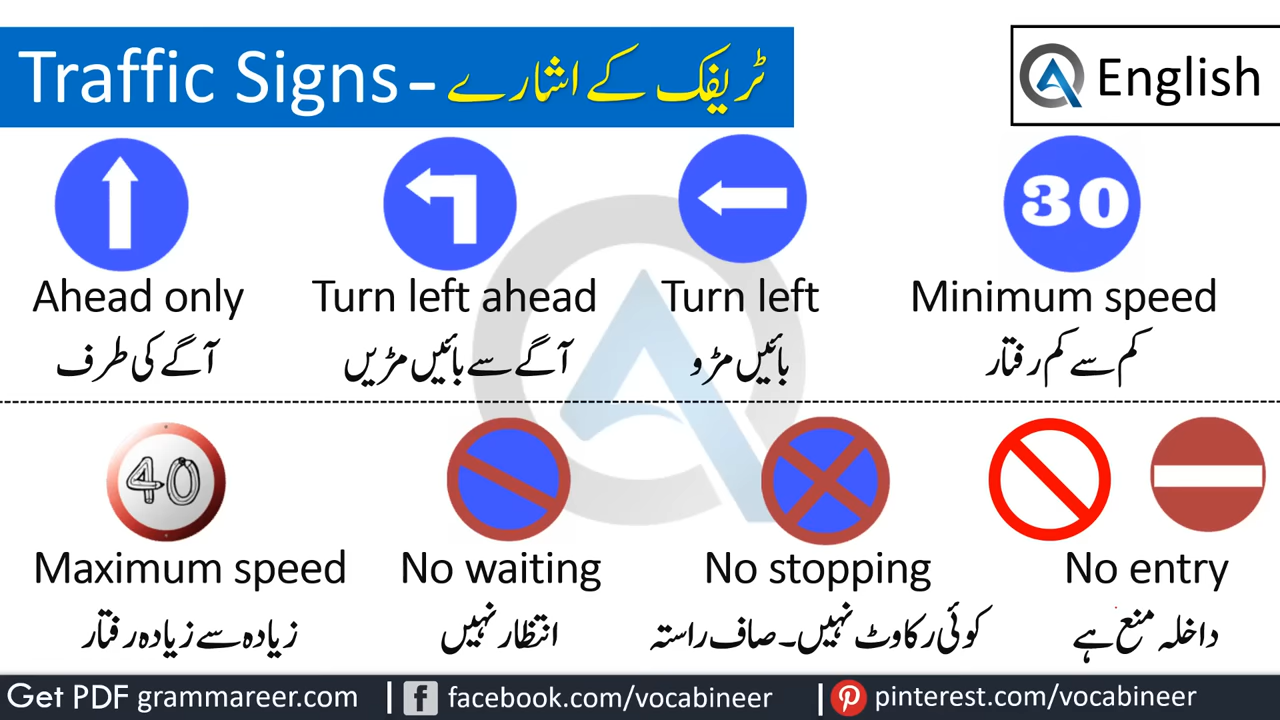 Traffic Signs - ٹریفک کے اشارے
English
30
Ahead only
Turn left ahead
Turn left
Minimum speed
آگے کی طرف
آگے سے بائیں مڑیں
بائیں مڑو
کم سے کم رفتار
40
Maximum speed
No waiting
No stopping
No entry
زیادہ سے زیادہ رفتار
انتظار نہیں
کوئی رکاوٹ نہیں۔ صاف راستہ
داخلہ منع ہے
Get PDF grammareer.com | facebook.com/vocabineer | pinterest.com/vocabineer